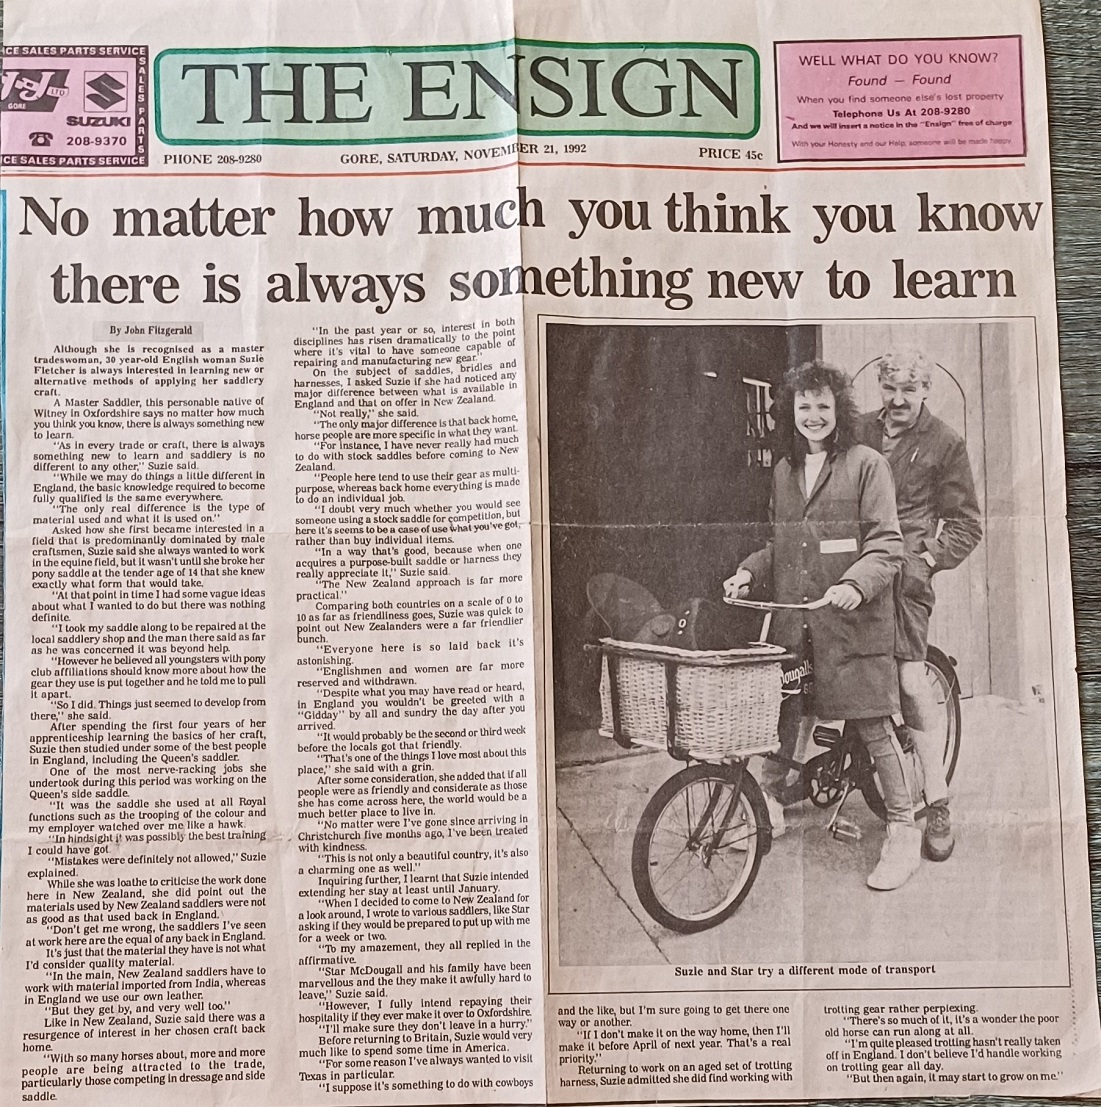 ICE SALES PARTS SERVICE
SALES PARTS
LTD
GORE
SUZUKI
☎ 208-9370
ICE SALES PARTS SERVICE
THE ENSIGN
WELL WHAT DO YOU KNOW?
Found — Found
When you find someone else's lost property
Telephone Us At 208-9280
And we will insert a notice in the "Ensign" free of charge
With your Honesty and our Help, someone will be made happy
PHONE 208-9280
GORE, SATURDAY, NOVEMBER 21, 1992
PRICE 45c
No matter how much you think you know
there is always something new to learn
By John Fitzgerald
Although she is recognised as a master
tradeswoman, 30 year-old English woman Suzie
Fletcher is always interested in learning new or
alternative methods of applying her saddlery
craft.
A Master Saddler, this personable native of
Witney in Oxfordshire says no matter how much
you think you know, there is always something new
to learn.
"As in every trade or craft, there is always
something new to learn and saddlery is no
different to any other," Suzie said.
"While we may do things a little different in
England, the basic knowledge required to become
fully qualified is the same everywhere.
"The only real difference is the type of
material used and what it is used on."
Asked how she first became interested in a
field that is predominantly dominated by male
craftsmen, Suzie said she always wanted to work
in the equine field, but it wasn't until she broke her
pony saddle at the tender age of 14 that she knew
exactly what form that would take.
"At that point in time I had some vague ideas
about what I wanted to do but there was nothing
definite.
"I took my saddle along to be repaired at the
local saddlery shop and the man there said as far
as he was concerned it was beyond help.
"However he believed all youngsters with pony
club affiliations should know more about how the
gear they use is put together and he told me to pull
it apart.
"So I did. Things just seemed to develop from
there," she said.
After spending the first four years of her
apprenticeship learning the basics of her craft,
Suzie then studied under some of the best people
in England, including the Queen's saddler.
One of the most nerve-racking jobs she
undertook during this period was working on the
Queen's side saddle.
"It was the saddle she used at all Royal
functions such as the trooping of the colour and
my employer watched over me like a hawk.
"In hindsight it was possibly the best training
I could have got.
"Mistakes were definitely not allowed," Suzie
explained.
While she was loathe to criticise the work done
here in New Zealand, she did point out the
materials used by New Zealand saddlers were not
as good as that used back in England.
"Don't get me wrong, the saddlers I've seen
at work here are the equal of any back in England.
It's just that the material they have is not what
I'd consider quality material.
"In the main, New Zealand saddlers have to
work with material imported from India, whereas
in England we use our own leather.
"But they get by, and very well too."
Like in New Zealand, Suzie said there was a
resurgence of interest in her chosen craft back
home.
"With so many horses about, more and more
people are being attracted to the trade,
particularly those competing in dressage and side
saddle.
"In the past year or so, interest in both
disciplines has risen dramatically to the point
where it's vital to have someone capable of
repairing and manufacturing new gear."
On the subject of saddles, bridles and
harnesses, I asked Suzie if she had noticed any
major difference between what is available in
England and that on offer in New Zealand.
"Not really," she said.
"The only major difference is that back home,
horse people are more specific in what they want.
"For instance, I have never really had much
to do with stock saddles before coming to New
Zealand.
"People here tend to use their gear as multi-
purpose, whereas back home everything is made
to do an individual job.
"I doubt very much whether you would see
someone using a stock saddle for competition, but
here it's seems to be a case of use what you've got,
rather than buy individual items.
"In a way that's good, because when one
acquires a purpose-built saddle or harness they
really appreciate it," Suzie said.
"The New Zealand approach is far more
practical."
Comparing both countries on a scale of 0 to
10 as far as friendliness goes, Suzie was quick to
point out New Zealanders were a far friendlier
bunch.
"Everyone here is so laid back it's
astonishing.
"Englishmen and women are far more
reserved and withdrawn.
"Despite what you may have read or heard,
in England you wouldn't be greeted with a
"Gidday" by all and sundry the day after you
arrived.
"It would probably be the second or third week
before the locals got that friendly.
"That's one of the things I love most about this
place," she said with a grin.
After some consideration, she added that if all
people were as friendly and considerate as those
she has come across here, the world would be a
much better place to live in.
"No matter were I've gone since arriving in
Christchurch five months ago, I've been treated
with kindness.
"This is not only a beautiful country, it's also
a charming one as well."
Inquiring further, I learnt that Suzie intended
extending her stay at least until January.
"When I decided to come to New Zealand for
a look around, I wrote to various saddlers, like Star
asking if they would be prepared to put up with me
for a week or two.
"To my amazement, they all replied in the
affirmative.
"Star McDougall and his family have been
marvellous and the they make it awfully hard to
leave," Suzie said.
"However, I fully intend repaying their
hospitality if they ever make it over to Oxfordshire.
"I'll make sure they don't leave in a hurry."
Before returning to Britain, Suzie would very
much like to spend some time in America.
"For some reason I've always wanted to visit
Texas in particular.
"I suppose it's something to do with cowboys
Dougall
Suzie and Star try a different mode of transport
and the like, but I'm sure going to get there one
way or another.
"If I don't make it on the way home, then I'll
make it before April of next year. That's a real
priority."
Returning to work on an aged set of trotting
harness, Suzie admitted she did find working with
trotting gear rather perplexing.
"There's so much of it, it's a wonder the poor
old horse can run along at all.
"I'm quite pleased trotting hasn't really taken
off in England. I don't believe I'd handle working
on trotting gear all day.
"But then again, it may start to grow on me."